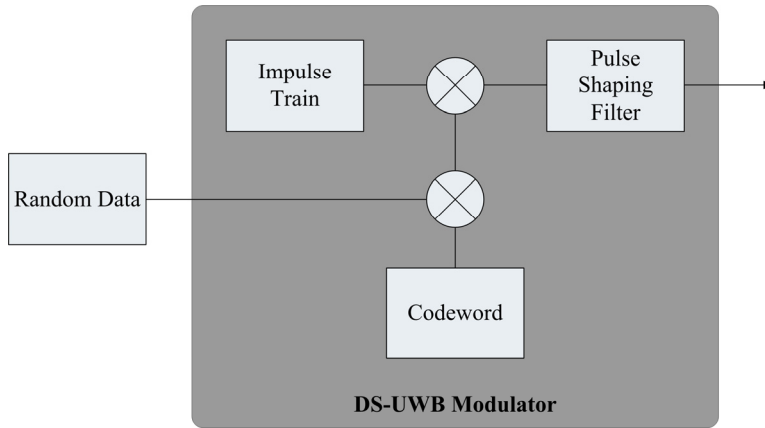 Impulse
Train
Pulse
Shaping
Filter
Random Data
Codeword
DS-UWB Modulator